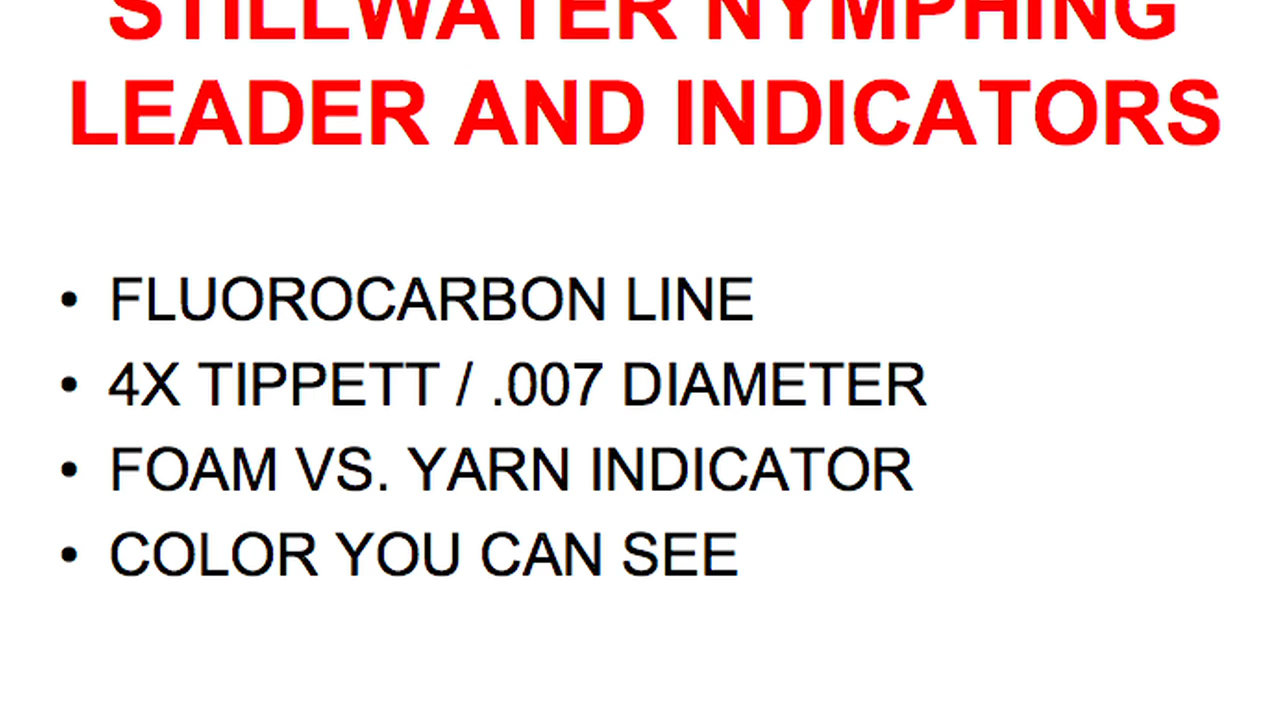 STILLWATER NYMPHING
LEADER AND INDICATORS
• FLUOROCARBON LINE
• 4X TIPPETT / .007 DIAMETER
• FOAM VS. YARN INDICATOR
• COLOR YOU CAN SEE